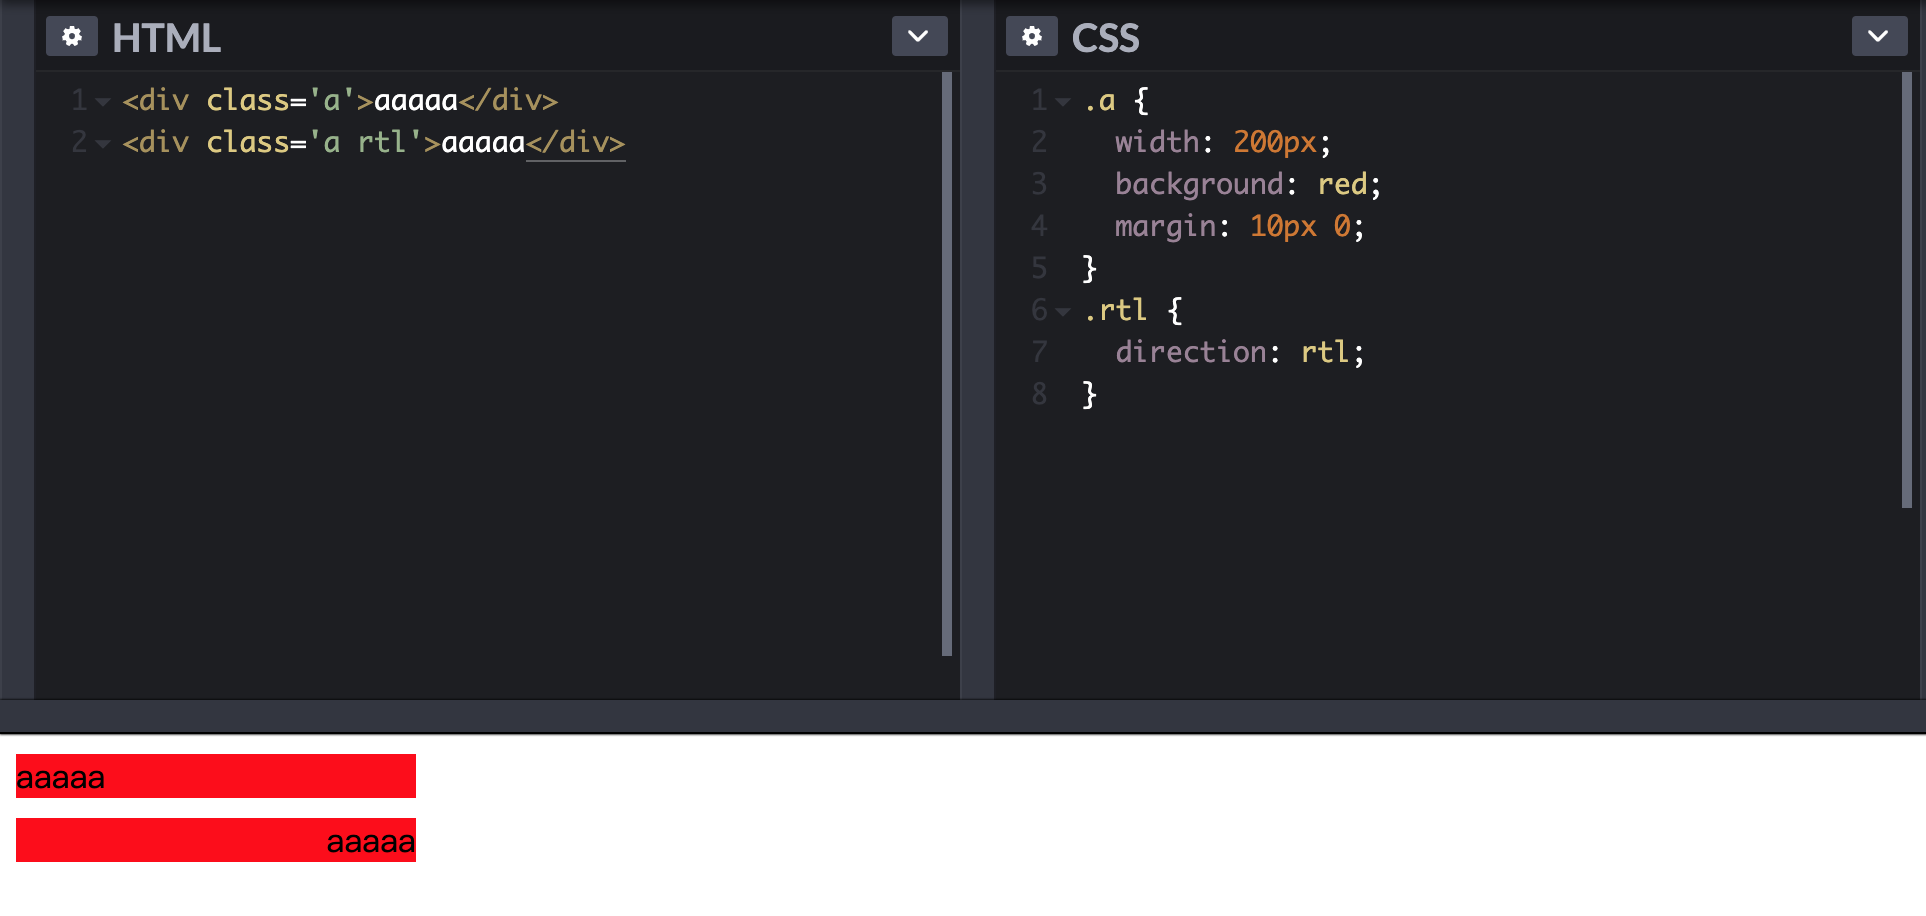 HTML
1 <div class='a'>aaaaa</div>
2 <div class='a rtl'>aaaaa</div>
CSS
1 .a {
2 width: 200px;
3 background: red;
4 margin: 10px 0;
5 }
6 .rtl {
7 direction: rtl;
8 }
aaaaa
aaaaa